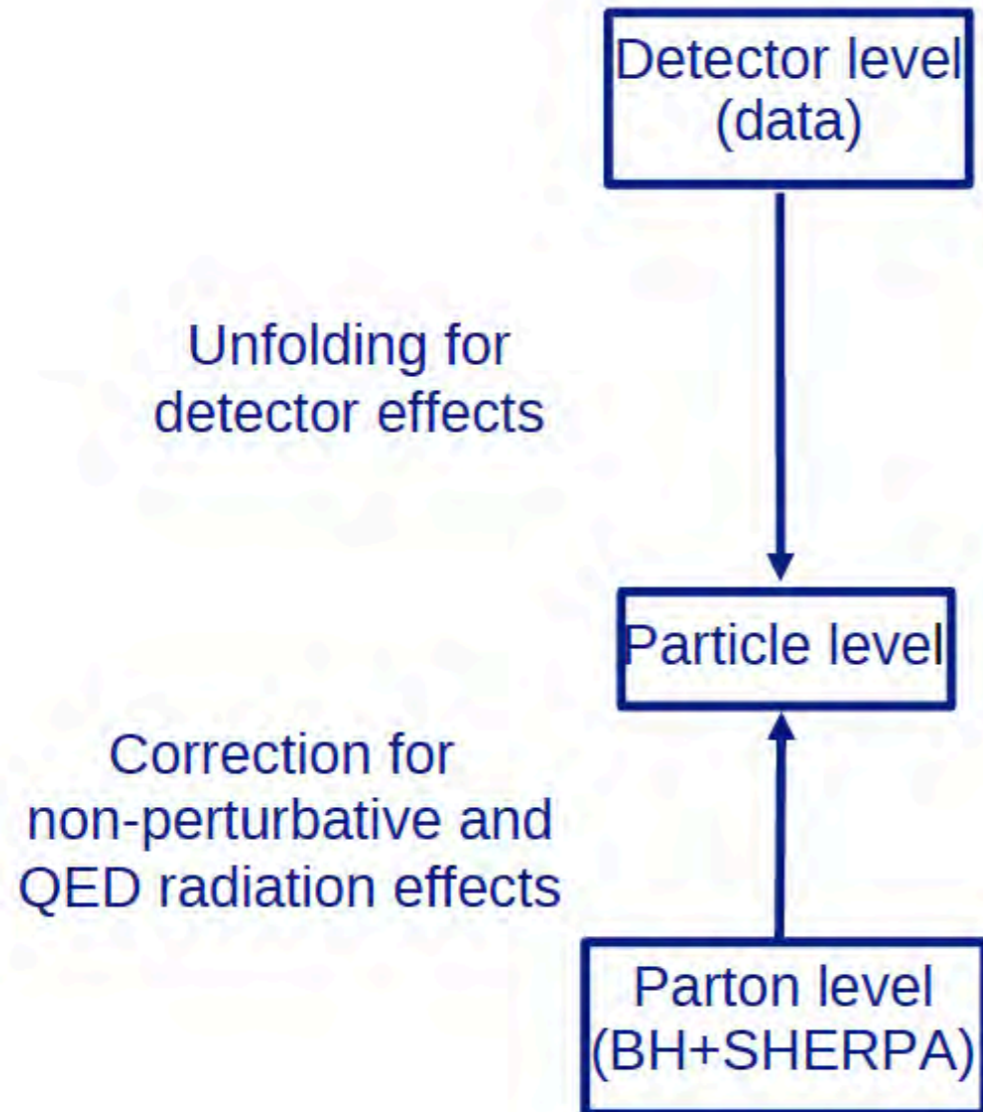 Detector level
(data)
Unfolding for
detector effects
Particle level
Correction for
non-perturbative and
QED radiation effects
Parton level
(BH+SHERPA)